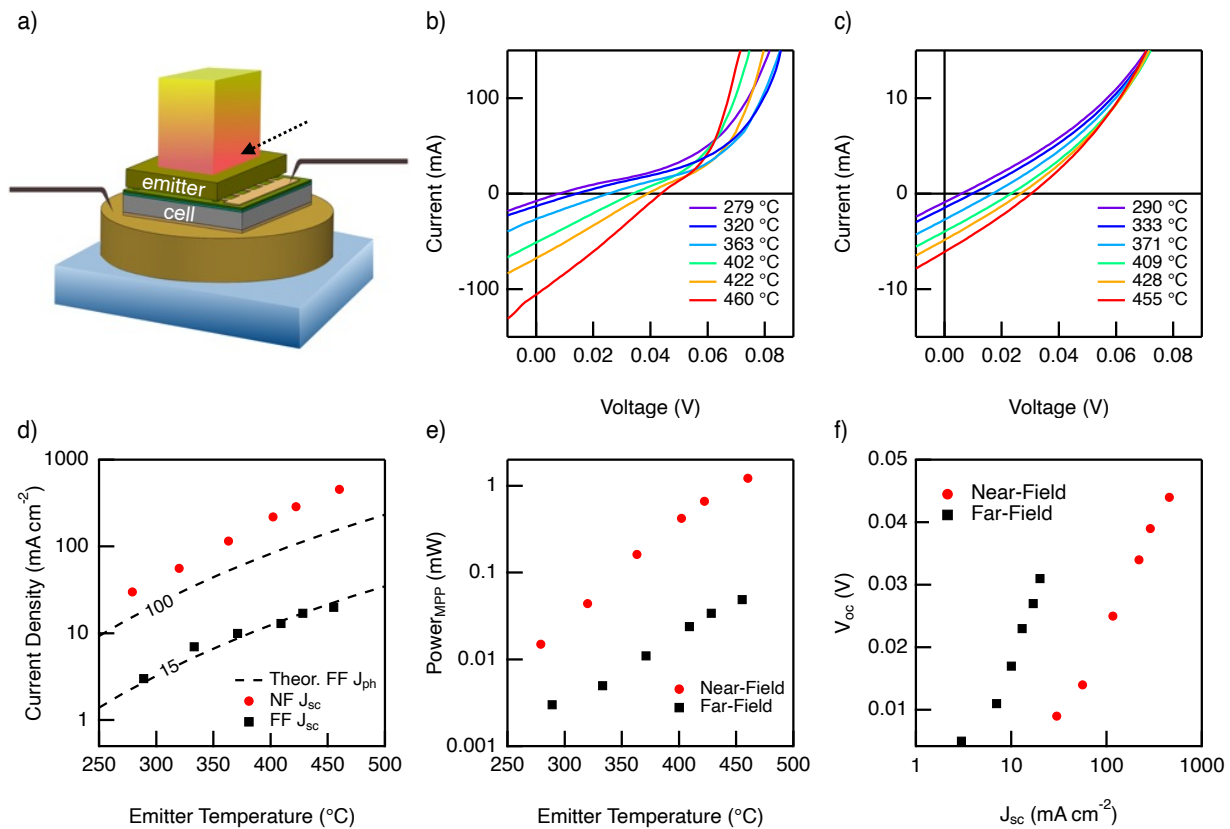 a)
emitter
cell
b)
Current (mA)
100
0
-100
279 °C
320 °C
363 °C
402 °C
422 °C
460 °C
0.00 0.02 0.04 0.06 0.08
Voltage (V)
c)
Current (mA)
10
0
-10
290 °C
333 °C
371 °C
409 °C
428 °C
455 °C
0.00 0.02 0.04 0.06 0.08
Voltage (V)
d)
Current Density (mA cm-2)
1000
100
10
1
100
15
Theor. FF Jph
NF Jsc
FF Jsc
250 300 350 400 450 500
Emitter Temperature (°C)
e)
PowerMPP (mW)
1
0.1
0.01
0.001
Near-Field
Far-Field
250 300 350 400 450 500
Emitter Temperature (°C)
f)
Voc (V)
0.05
0.04
0.03
0.02
0.01
Near-Field
Far-Field
1 10 100 1000
Jsc (mA cm-2)